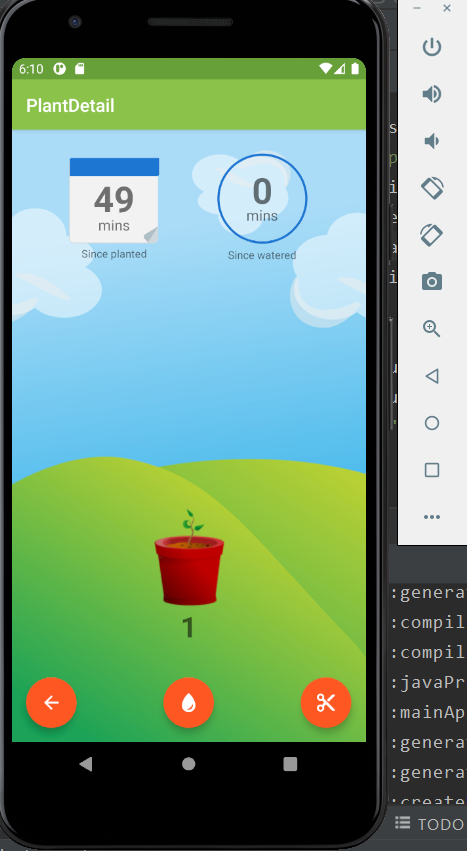 6:10
PlantDetail
49
mins
Since planted
0
mins
Since watered
1
:genera
:compil
:compil
:javaPr
:mainAp
:genera
:genera
:create
TODO